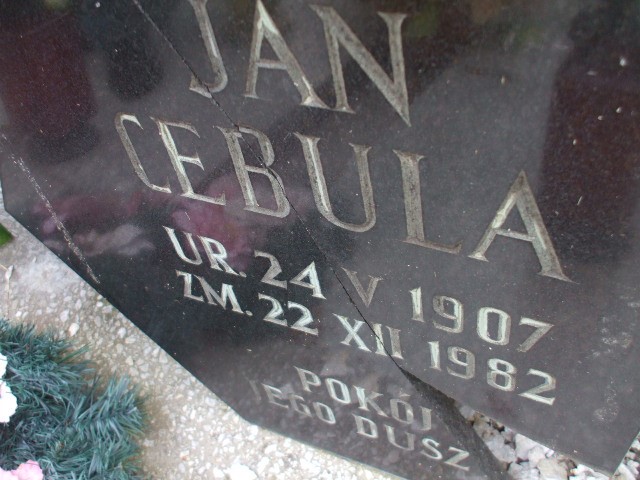 JAN
CEBULA
UR. 24 V 1907
ZM. 22 XII 1982
POKÓJ
JEGO DUSZ